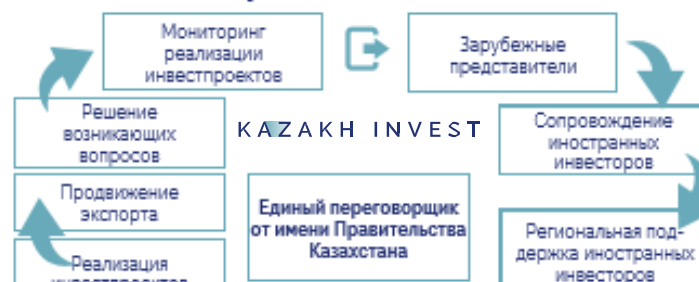 Мониторинг
реализации
инвестпроектов
Зарубежные
представители
Решение
возникающих
вопросов
KAZAKH INVEST
Сопровождение
иностранных
инвесторов
Продвижение
экспорта
Единый переговорщик
от имени Правительства
Казахстана
Региональная под-
держка иностранных
инвесторов
Реализация